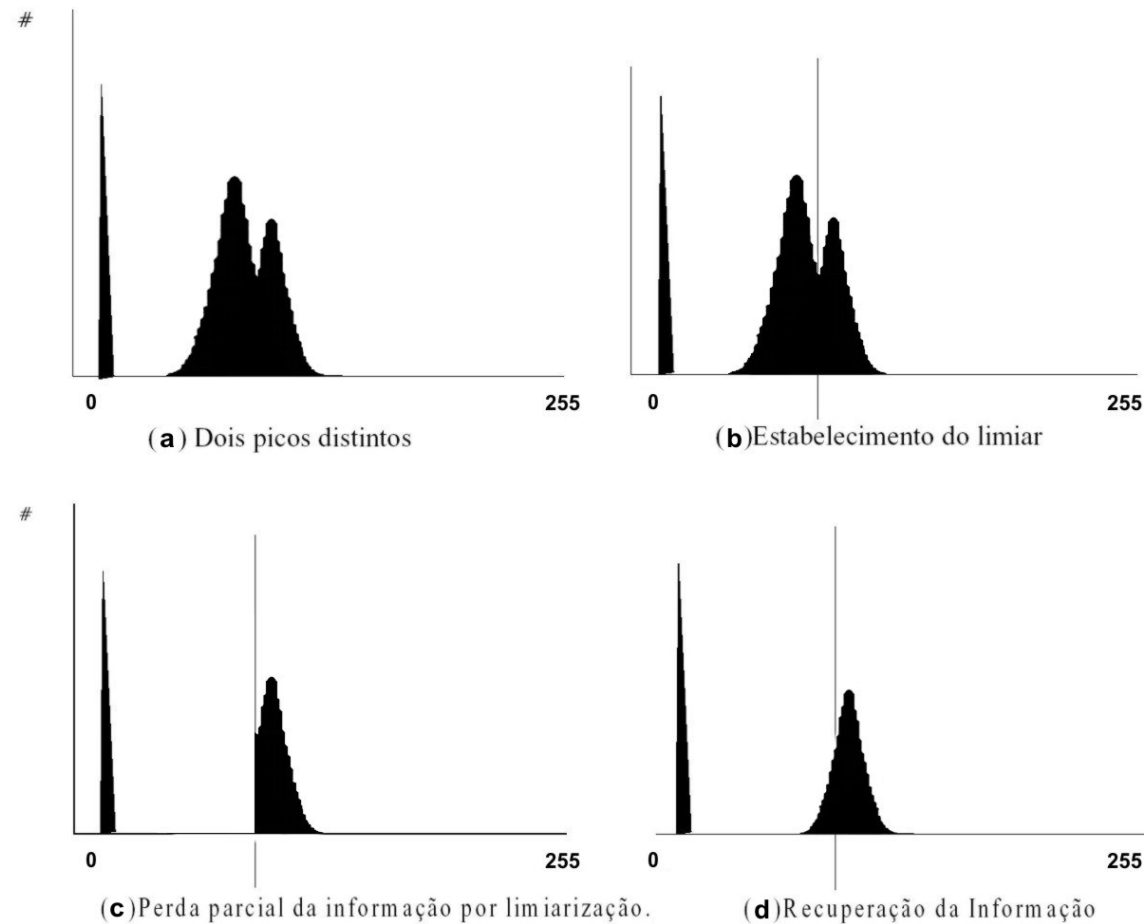 #
0 255
0 255
(a) Dois picos distintos
(b)Estabelecimento do limiar
#
0 255
0 255
(c)Perda parcial da informação por limiarização.
(d)Recuperação da Informação